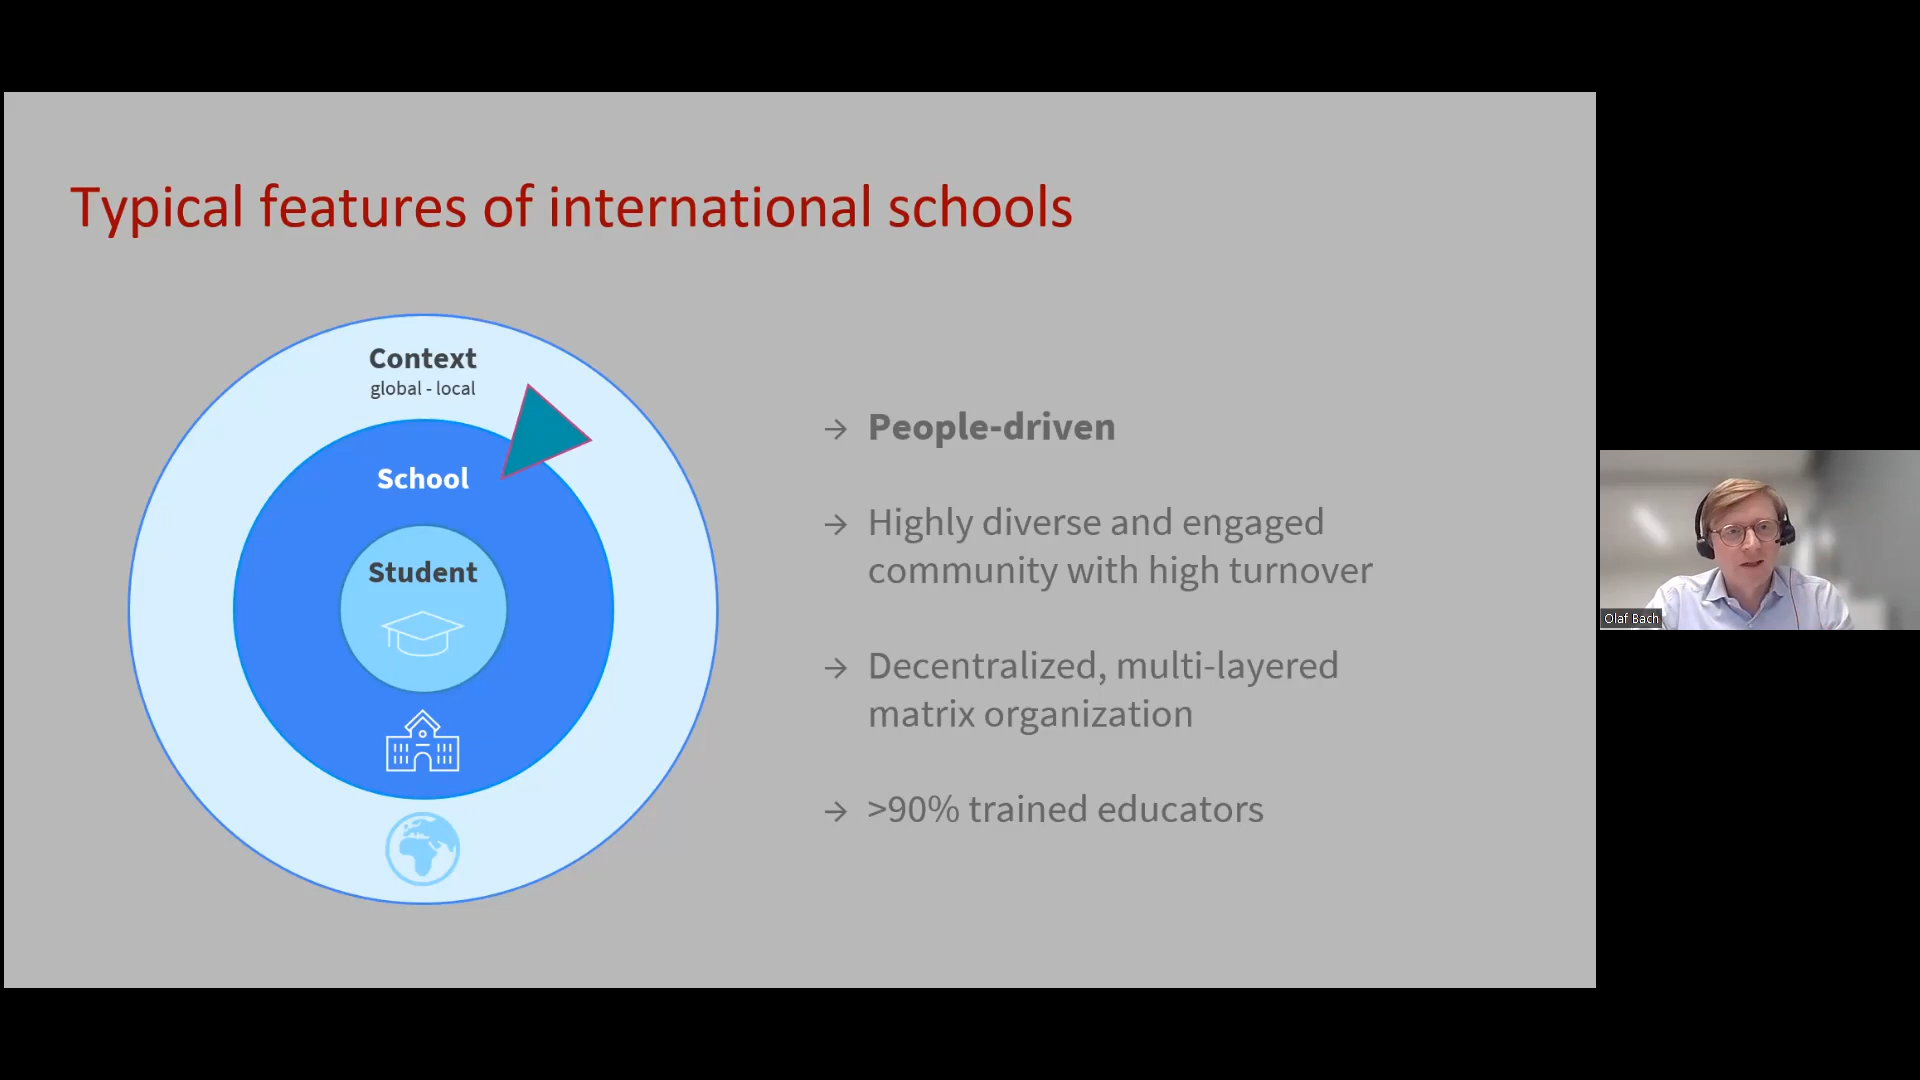 Typical features of international schools
Context
global - local
School
Student
→ People-driven
→ Highly diverse and engaged
community with high turnover
→ Decentralized, multi-layered
matrix organization
→ >90% trained educators
Olaf Bach